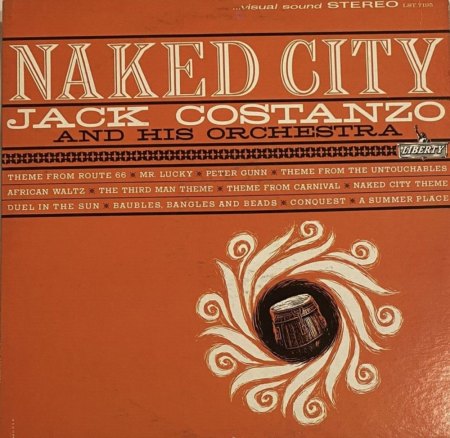 ...visual sound STEREO LST 7195
NAKED CITY
JACK COSTANZO
AND HIS ORCHESTRA
LIBERTY
THEME FROM ROUTE 66 * MR. LUCKY * PETER GUNN * THEME FROM THE UNTOUCHABLES
AFRICAN WALTZ * THE THIRD MAN THEME * THEME FROM CARNIVAL * NAKED CITY THEME
DUEL IN THE SUN * BAUBLES, BANGLES AND BEADS * CONQUEST * A SUMMER PLACE